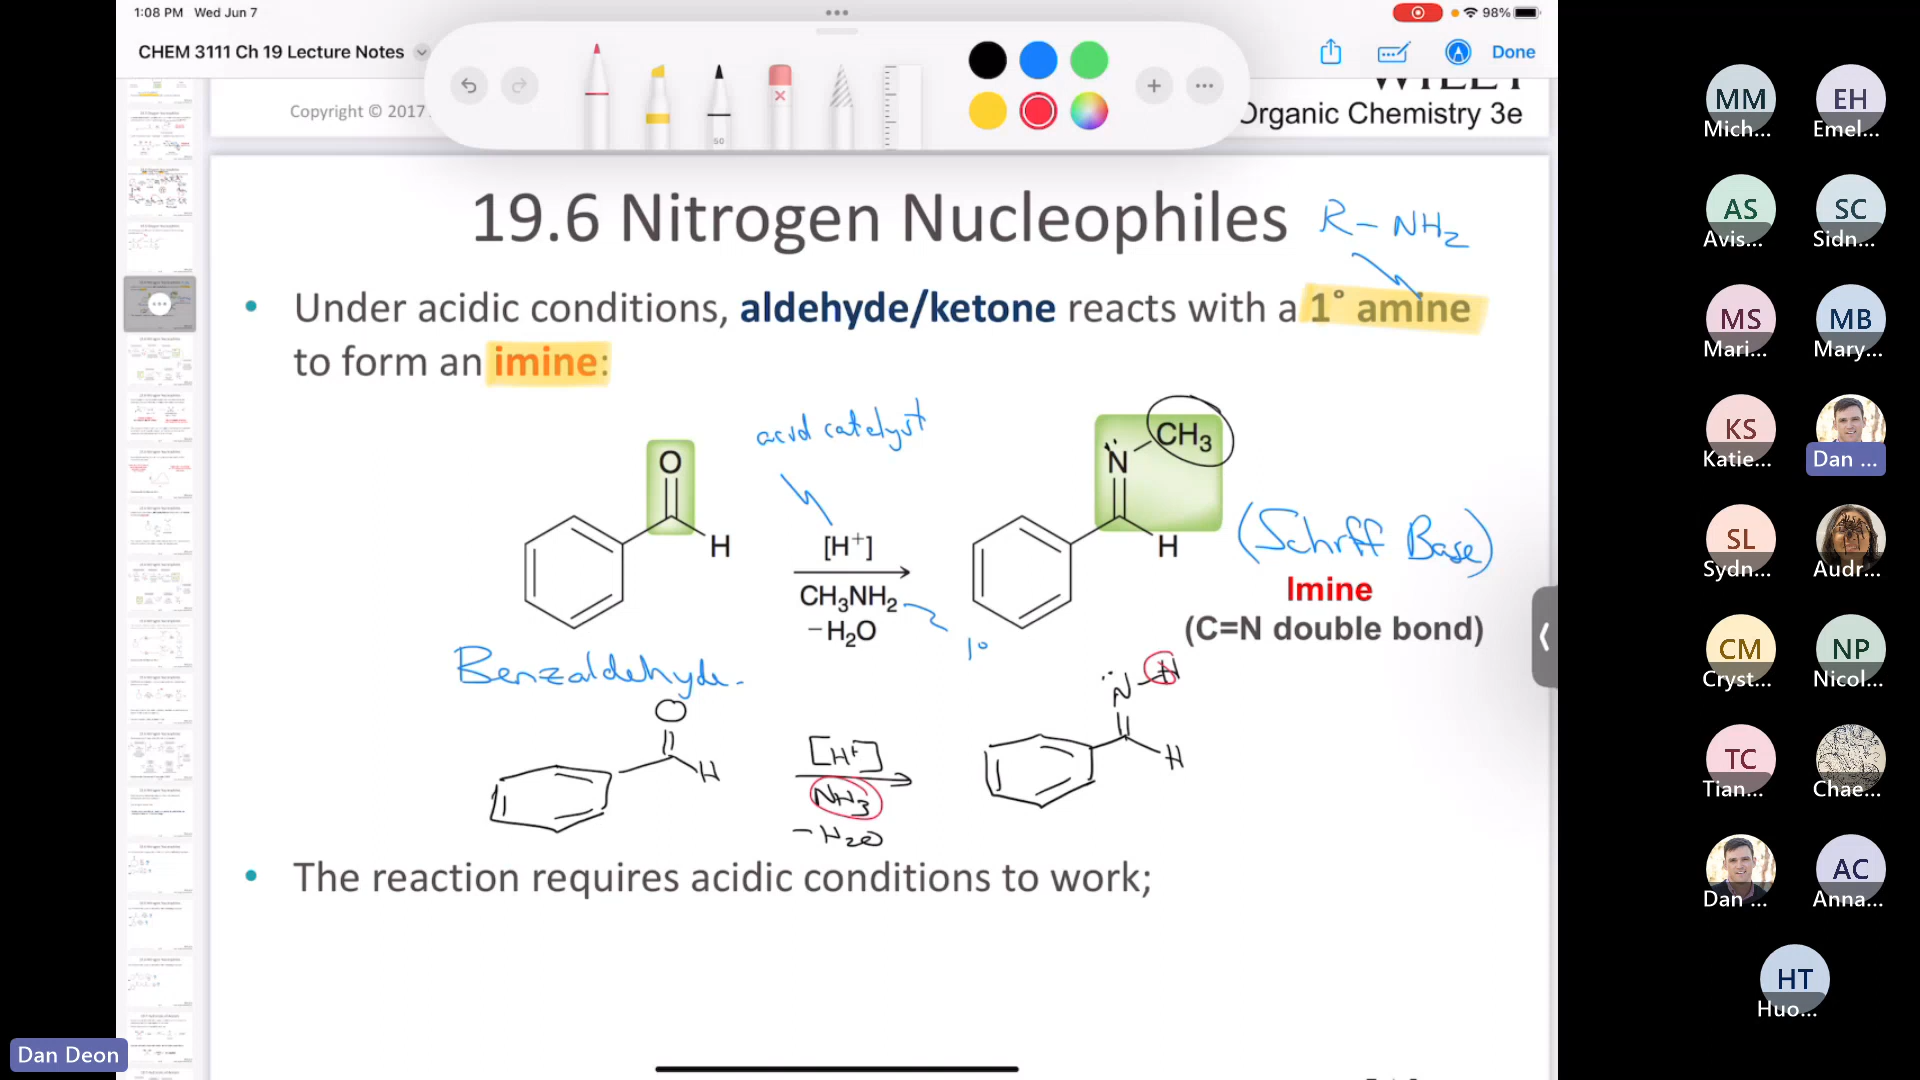 1:08 PM Wed Jun 7
98%
CHEM 3111 Ch 19 Lecture Notes
Done
50
Copyright © 2017
Organic Chemistry 3e
19.6 Nitrogen Nucleophiles
R - NH2
• Under acidic conditions, aldehyde/ketone reacts with a 1° amine
to form an imine:
acid catalyst
O
H
[H+]
CH3NH2
−H2O
1°
N
CH3
H
(Schiff Base)
Imine
(C=N double bond)
Benzaldehyde.
O
H
[H+]
NH3
- H2O
N - H
H
• The reaction requires acidic conditions to work;
MM
Mich...
EH
Emel...
AS
Avis...
SC
Sidn...
MS
Mari...
MB
Mary...
KS
Katie...
Dan ...
SL
Sydn...
Audr...
CM
Cryst...
NP
Nicol...
TC
Tian...
Chae...
Dan ...
AC
Anna...
HT
Huo...
Dan Deon